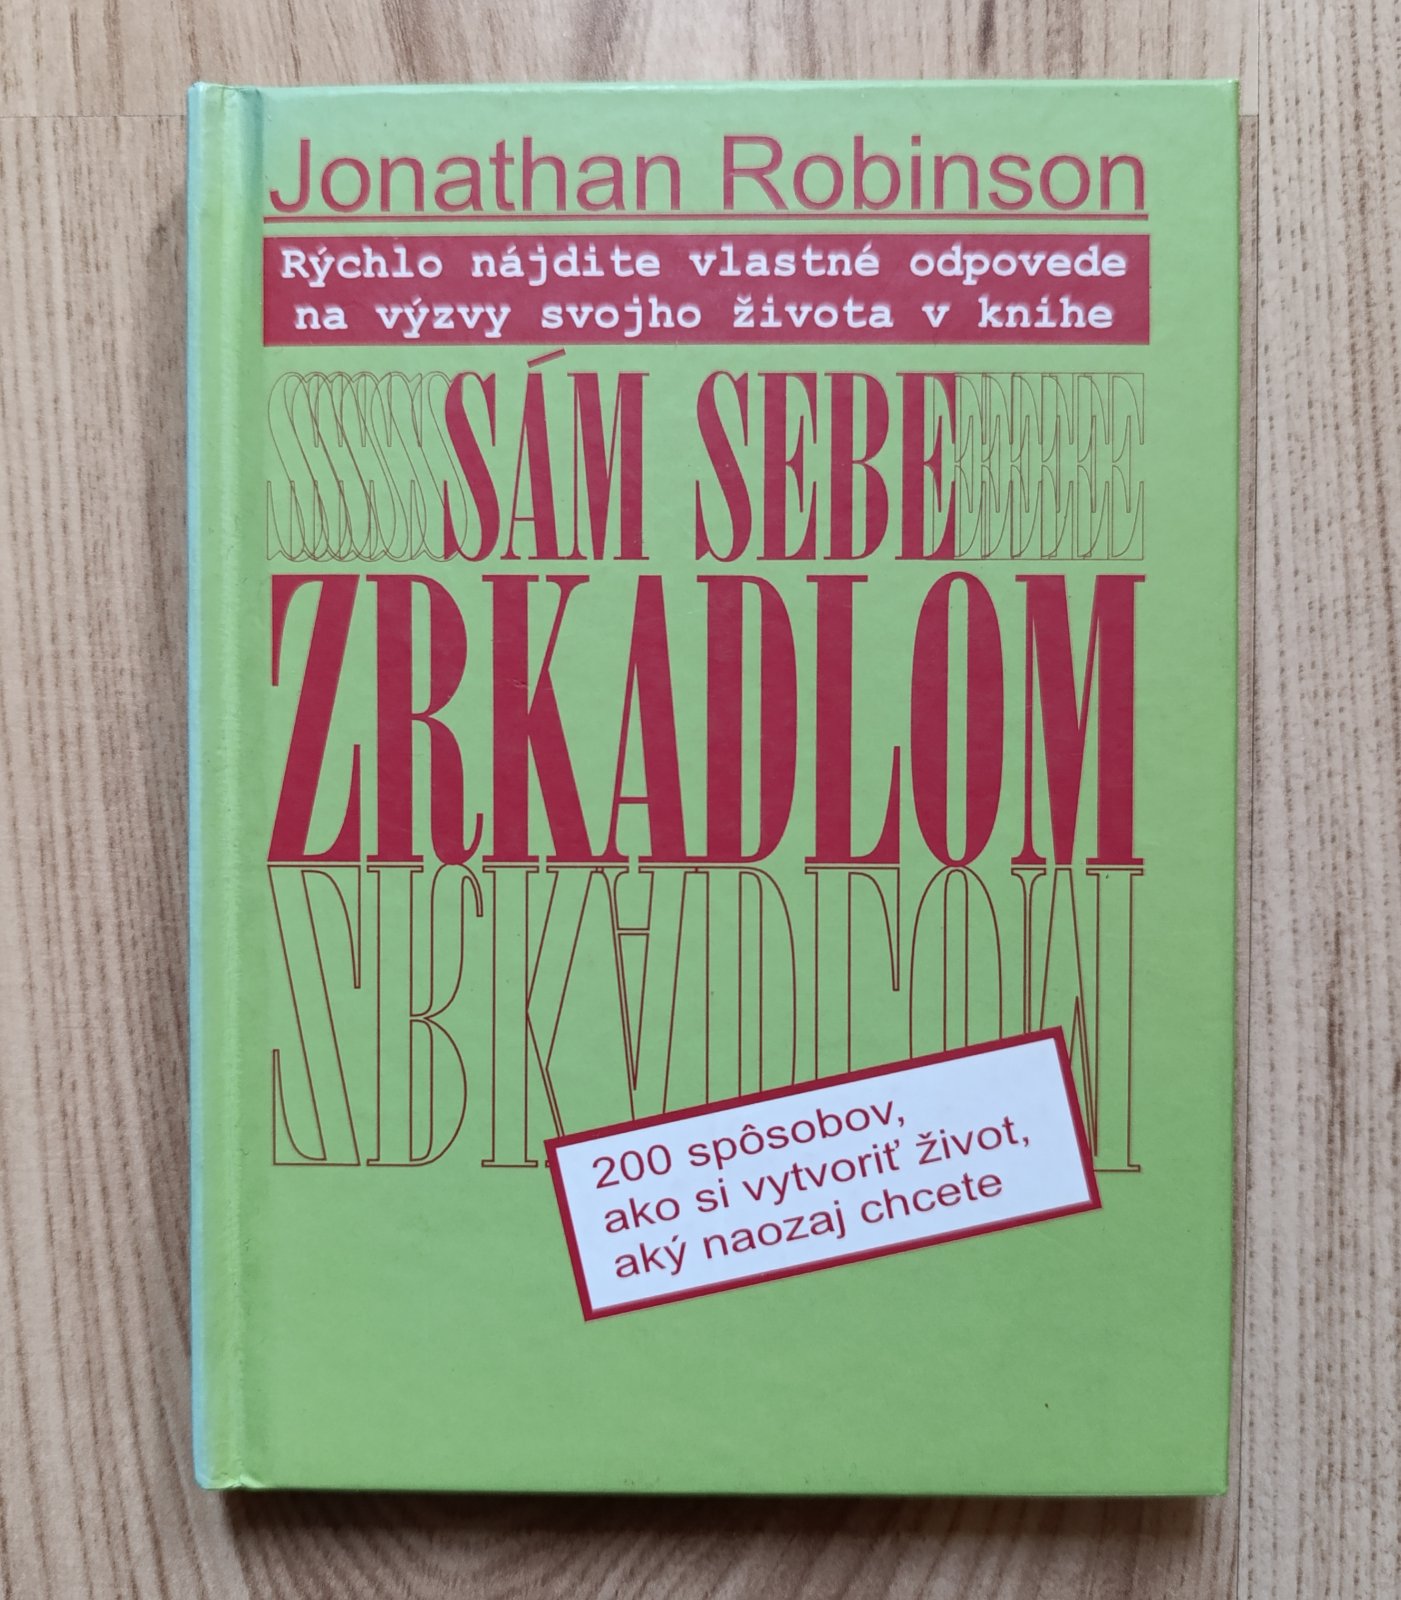 Jonathan Robinson
Rýchlo nájdite vlastné odpovede
na výzvy svojho života v knihe
SÁM SEBE
ZRKADLOM
200 spôsobov,
ako si vytvoriť život,
aký naozaj chcete